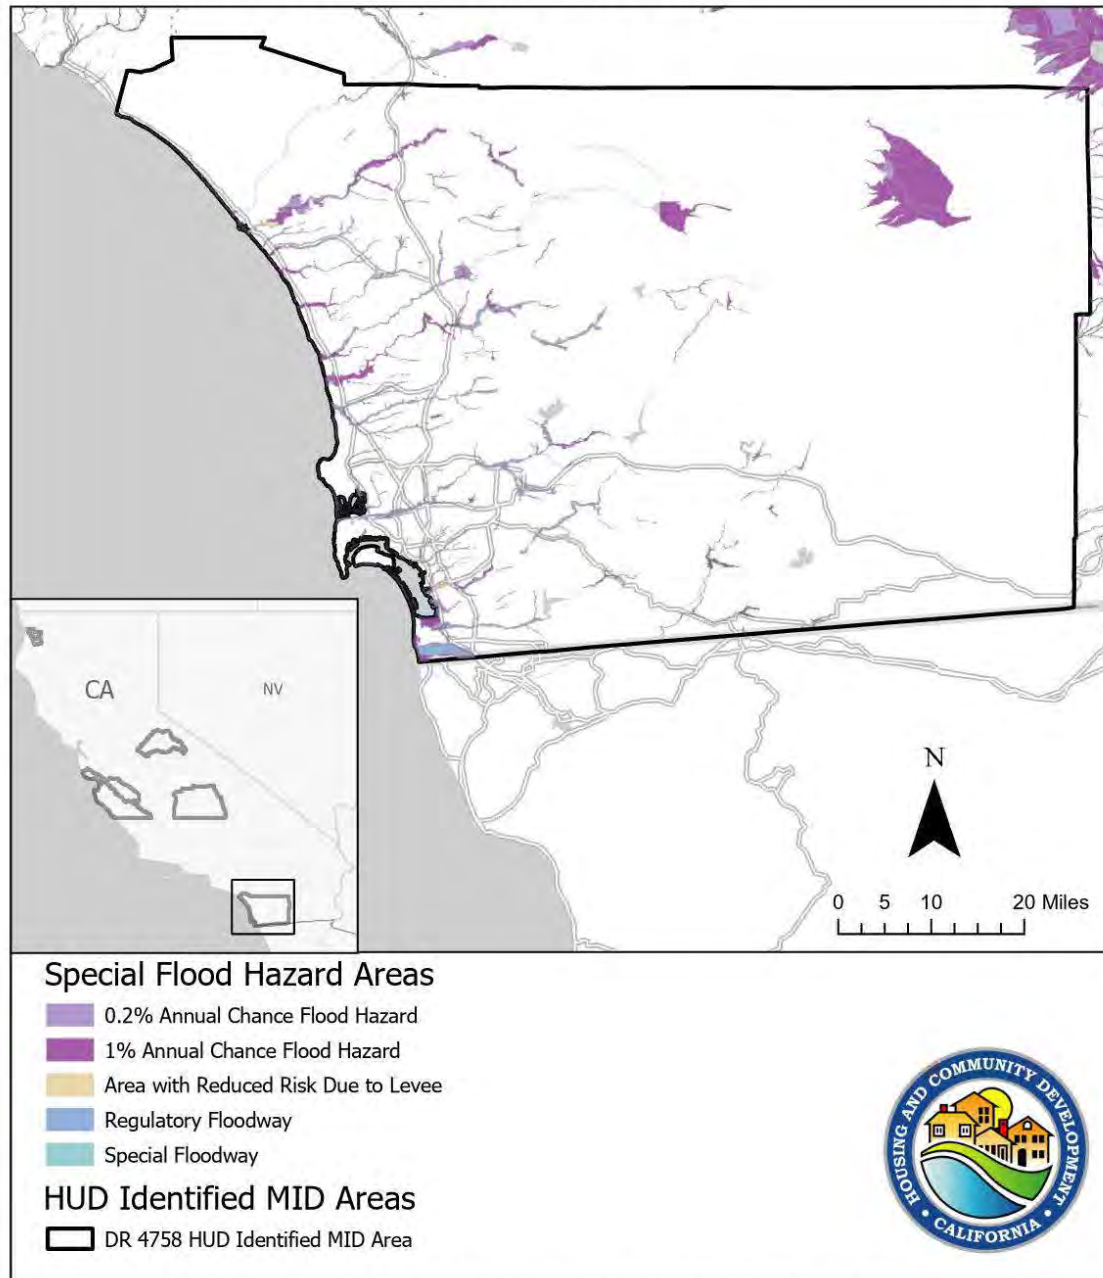 CA
NV
N
0 5 10 20 Miles
Special Flood Hazard Areas
0.2% Annual Chance Flood Hazard
1% Annual Chance Flood Hazard
Area with Reduced Risk Due to Levee
Regulatory Floodway
Special Floodway
HUD Identified MID Areas
DR 4758 HUD Identified MID Area
HOUSING AND COMMUNITY DEVELOPMENT
• CALIFORNIA •